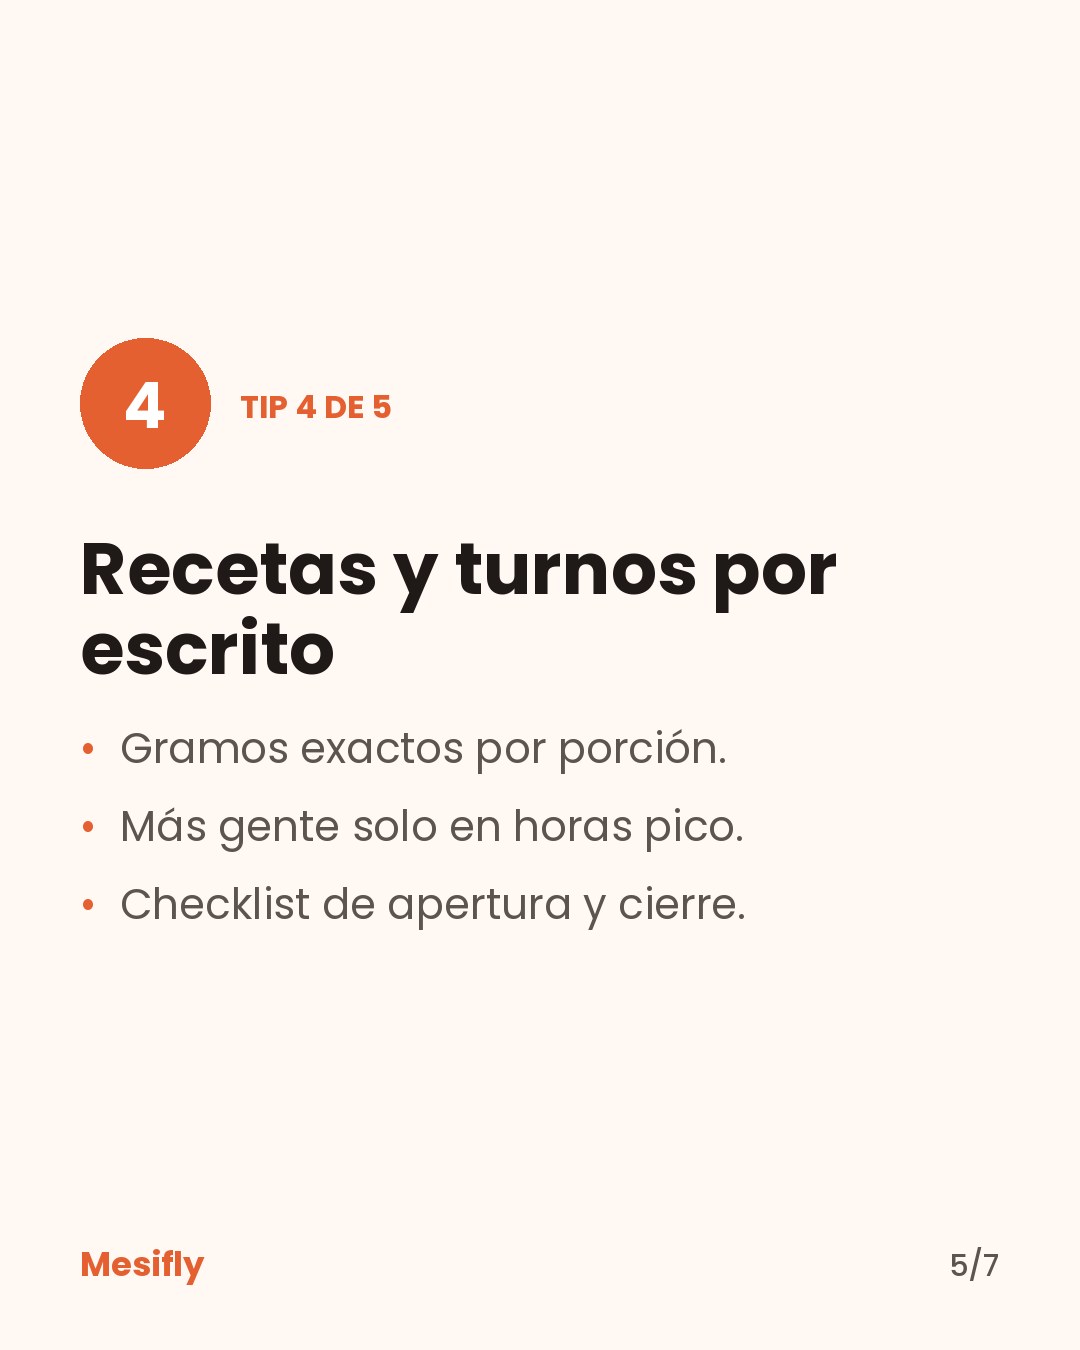 4
TIP 4 DE 5
Recetas y turnos por
escrito
• Gramos exactos por porción.
• Más gente solo en horas pico.
• Checklist de apertura y cierre.
Mesifly
5/7